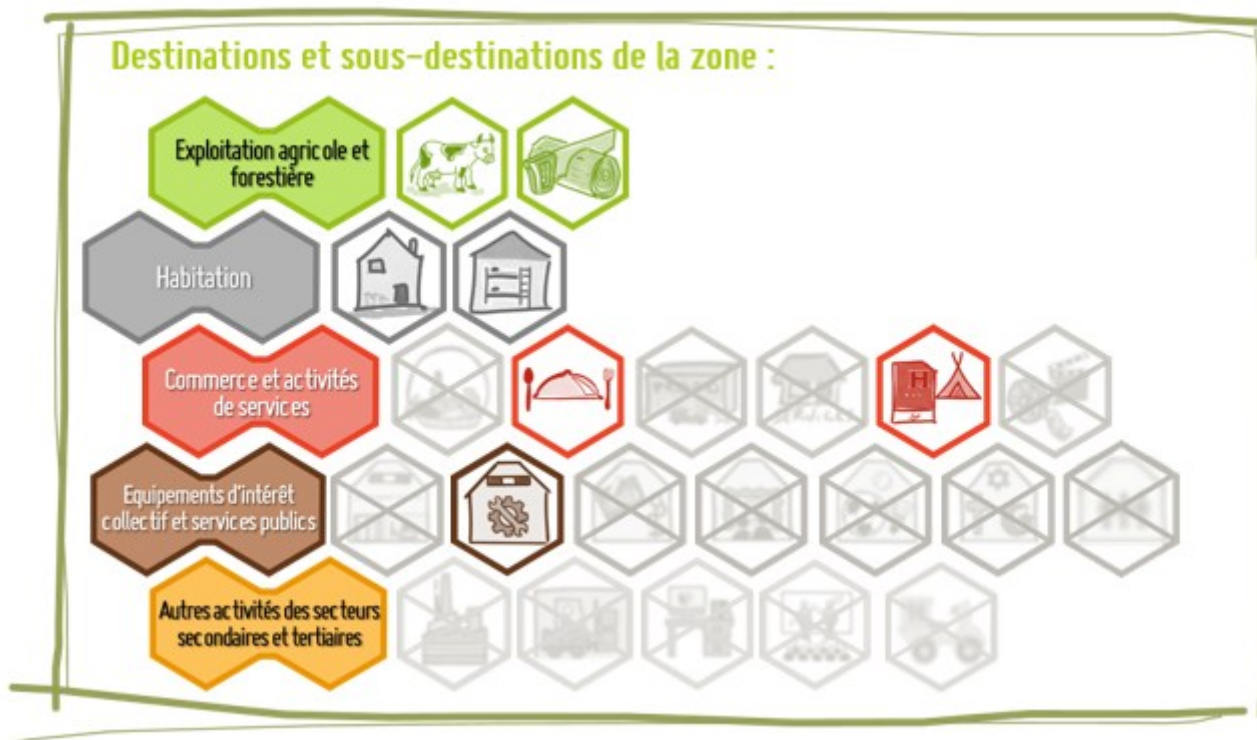 Destinations et sous-destinations de la zone :
Exploitation agricole et
forestière
Habitation
Commerce et activités
de services
H
Equipements d'intérêt
collectif et services publics
Autres activités des secteurs
secondaires et tertiaires